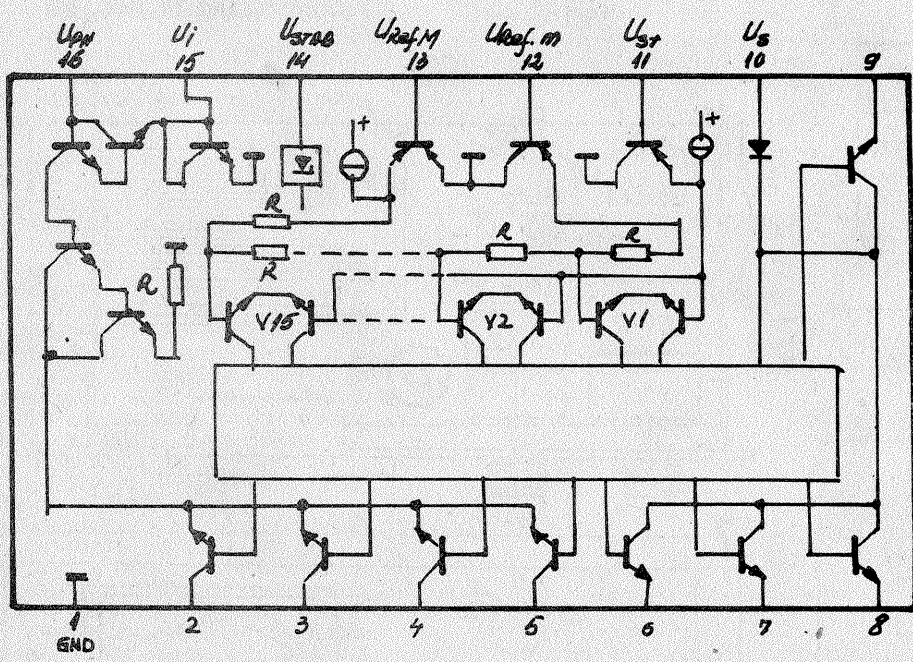 U_PN U_i U_STAB U_Ref.M U_Ref.m U_St U_S
16 15 14 13 12 11 10 9
+ +
R
R R R
R
V15 V2 V1
1 2 3 4 5 6 7 8
GND